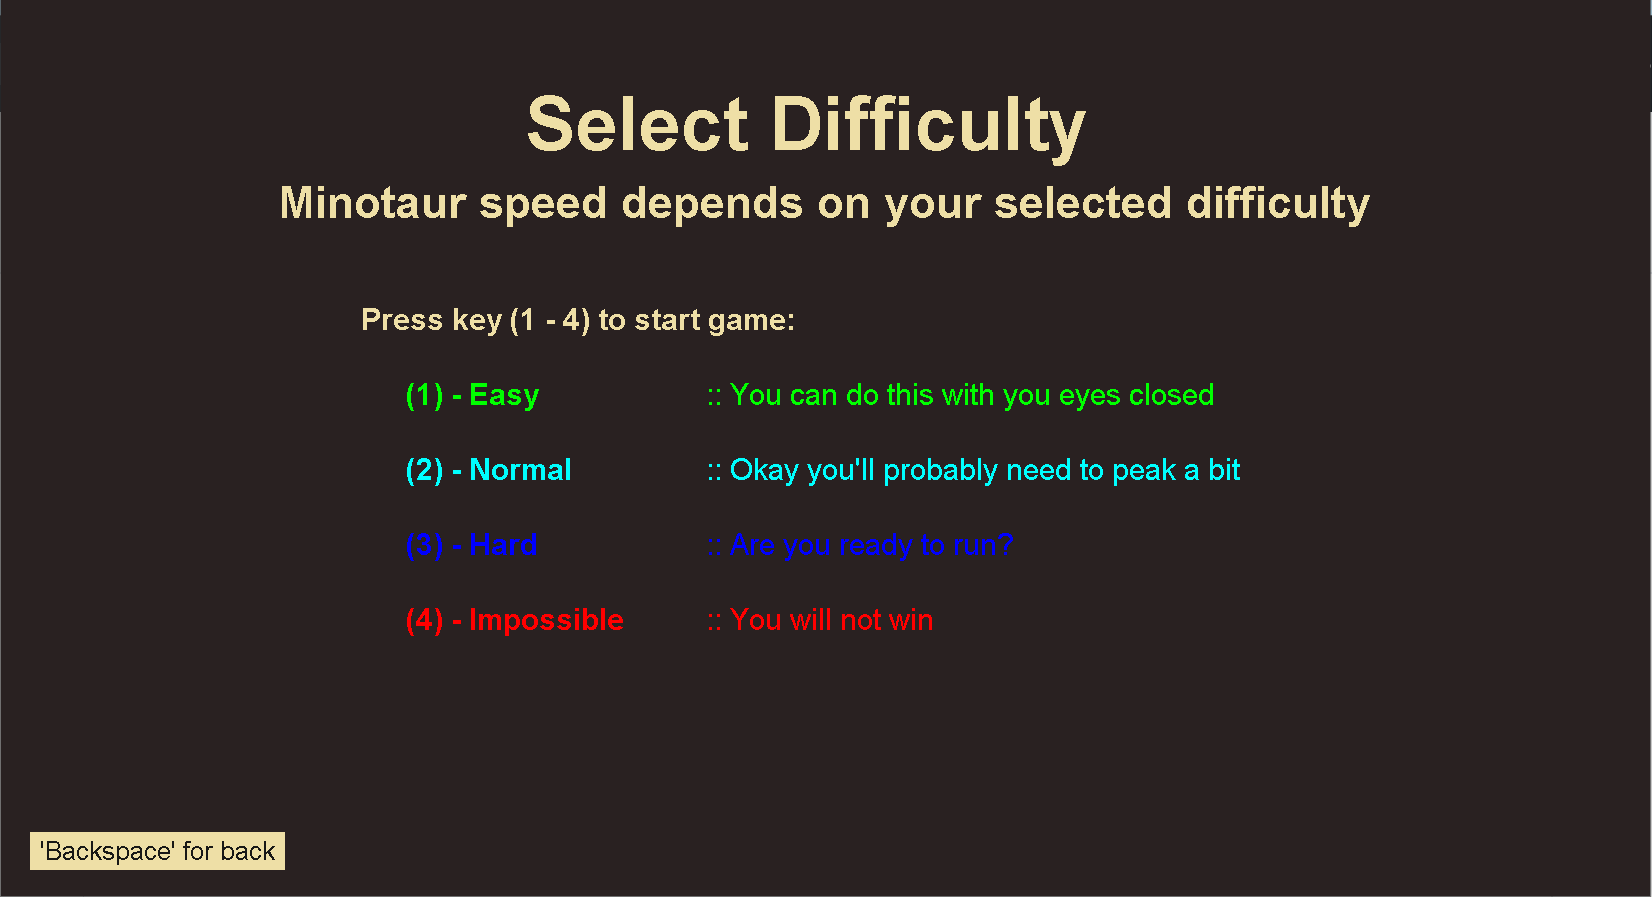 Select Difficulty
Minotaur speed depends on your selected difficulty
Press key (1 - 4) to start game:
(1) - Easy :: You can do this with you eyes closed
(2) - Normal :: Okay you'll probably need to peak a bit
(3) - Hard :: Are you ready to run?
(4) - Impossible :: You will not win
'Backspace' for back